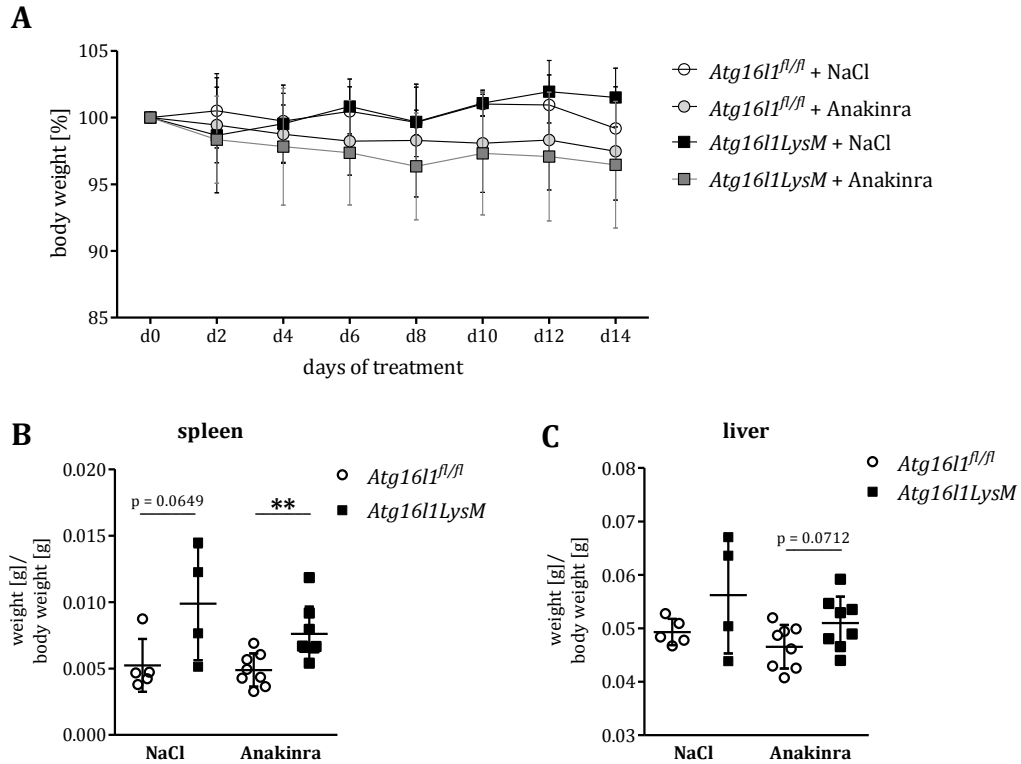 A
105
100
95
90
85
body weight [%]
d0 d2 d4 d6 d8 d10 d12 d14
days of treatment
Atg16l1fl/fl + NaCl
Atg16l1fl/fl + Anakinra
Atg16l1LysM + NaCl
Atg16l1LysM + Anakinra
B
spleen
0.020
0.015
0.010
0.005
0.000
weight [g]/
body weight [g]
p = 0.0649
**
NaCl Anakinra
Atg16l1fl/fl
Atg16l1LysM
C
liver
0.08
0.07
0.06
0.05
0.04
0.03
weight [g]/
body weight [g]
p = 0.0712
NaCl Anakinra
Atg16l1fl/fl
Atg16l1LysM